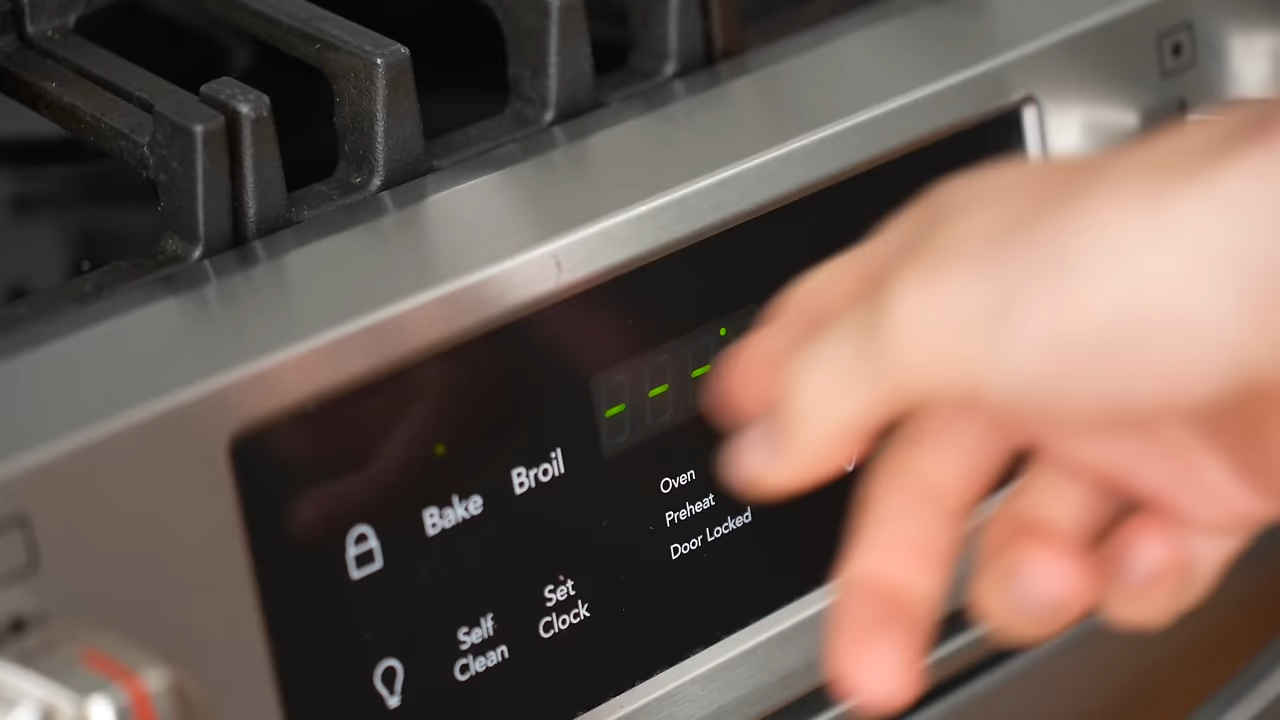 Bake Broil
Oven
Preheat
Door Locked
Self
Clean
Set
Clock